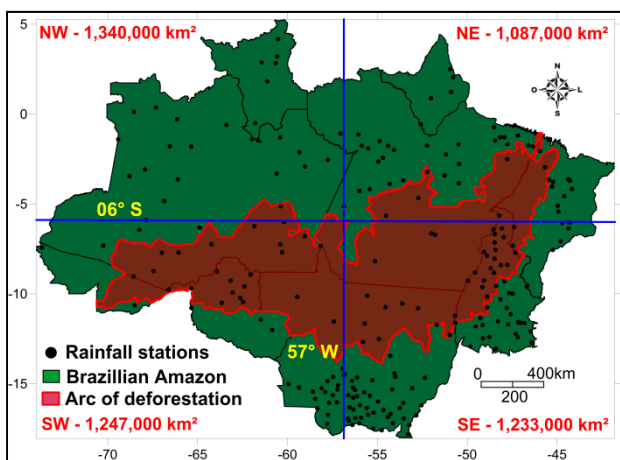 NW - 1,340,000 km²
NE - 1,087,000 km²
N
O L
S
5
0
-5
-10
-15
06° S
57° W
Rainfall stations
Brazillian Amazon
Arc of deforestation
0 400km
200
SW - 1,247,000 km²
SE - 1,233,000 km²
-70 -65 -60 -55 -50 -45